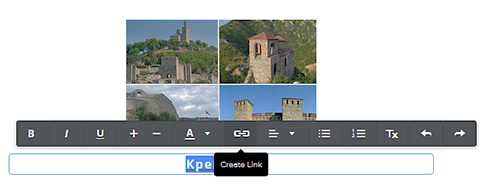 B I U + − A Tx
Create Link
Кре